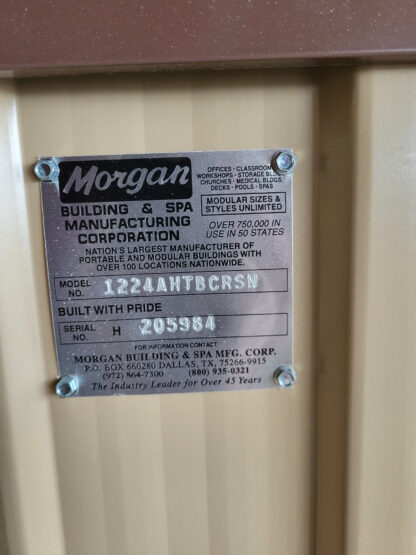 Morgan
OFFICES - CLASSROOMS
WORKSHOPS - STORAGE BLDGS.
CHURCHES - MEDICAL BLDGS.
DECKS - POOLS - SPAS
BUILDING & SPA
MANUFACTURING
CORPORATION
MODULAR SIZES &
STYLES UNLIMITED
OVER 750,000 IN
USE IN 50 STATES
NATION'S LARGEST MANUFACTURER OF
PORTABLE AND MODULAR BUILDINGS WITH
OVER 100 LOCATIONS NATIONWIDE.
MODEL NO. 1224AHTBCRSN
BUILT WITH PRIDE
SERIAL NO. H 205984
FOR INFORMATION CONTACT
MORGAN BUILDING & SPA MFG. CORP.
P.O. BOX 660280 DALLAS, TX, 75266-9915
(972) 864-7300 (800) 935-0321
The Industry Leader for Over 45 Years